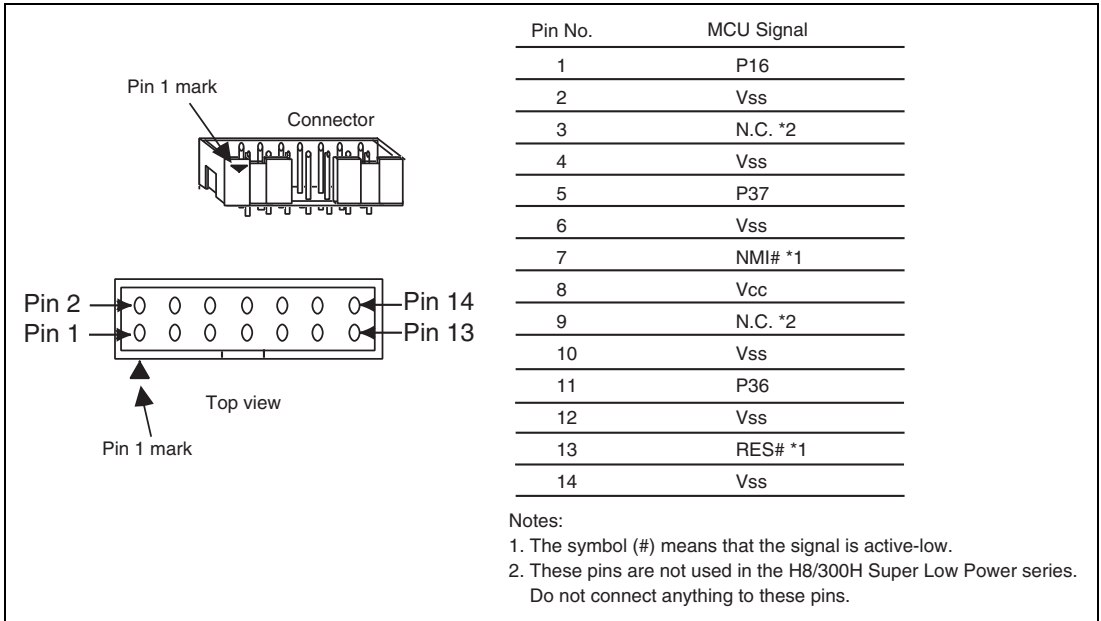 Pin 1 mark
Connector
Pin 2
Pin 14
Pin 1
Pin 13
Top view
Pin 1 mark
Pin No. MCU Signal
1 P16
2 Vss
3 N.C. *2
4 Vss
5 P37
6 Vss
7 NMI# *1
8 Vcc
9 N.C. *2
10 Vss
11 P36
12 Vss
13 RES# *1
14 Vss
Notes:
1. The symbol (#) means that the signal is active-low.
2. These pins are not used in the H8/300H Super Low Power series.
Do not connect anything to these pins.